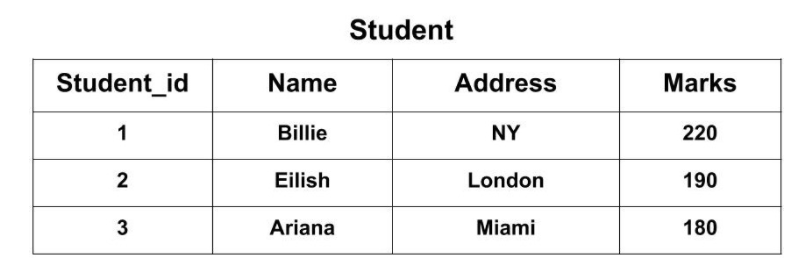 Student
Student_id Name Address Marks
1 Billie NY 220
2 Eilish London 190
3 Ariana Miami 180